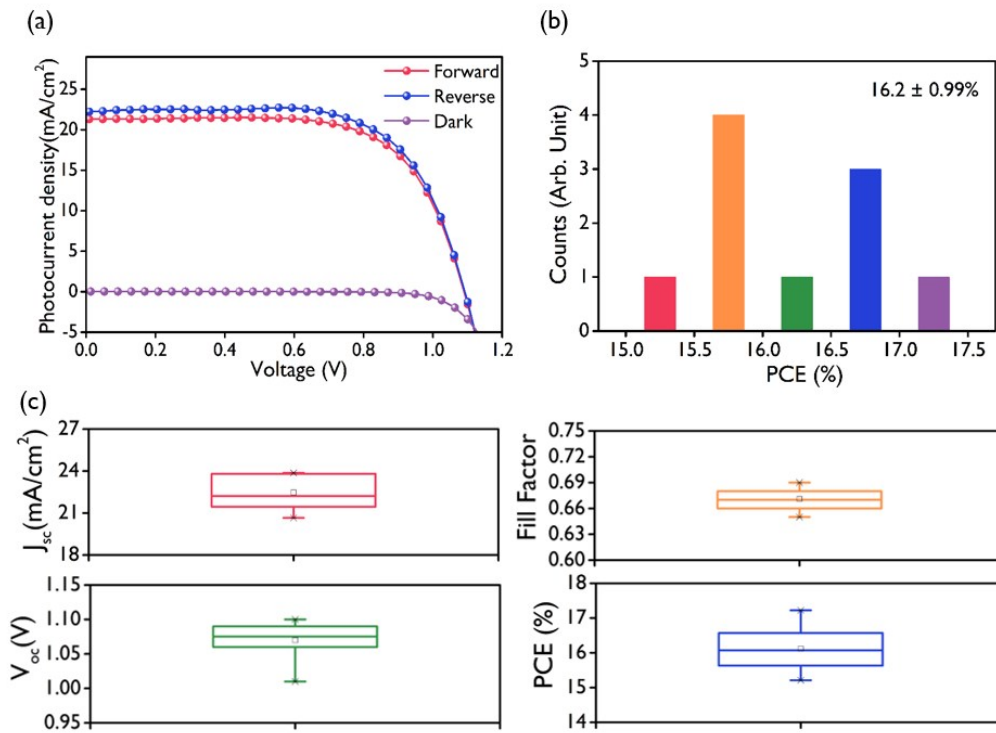 (a)
Photocurrent density(mA/cm²)
25
20
15
10
5
0
-5
Forward
Reverse
Dark
0.0 0.2 0.4 0.6 0.8 1.0 1.2
Voltage (V)
(b)
Counts (Arb. Unit)
5
4
3
2
1
0
16.2 ± 0.99%
15.0 15.5 16.0 16.5 17.0 17.5
PCE (%)
(c)
J_sc(mA/cm²)
27
24
21
18
Fill Factor
0.75
0.72
0.69
0.66
0.63
0.60
V_oc(V)
1.15
1.10
1.05
1.00
0.95
PCE (%)
18
17
16
15
14